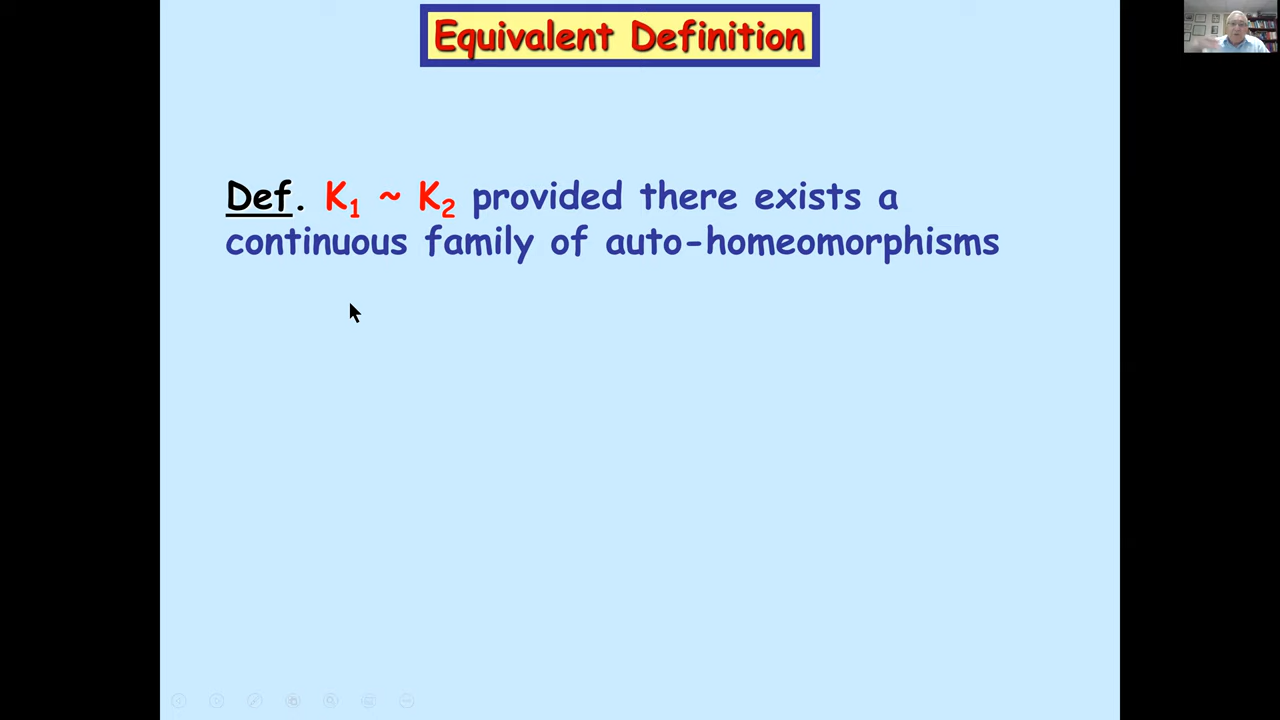 Equivalent Definition
Def. K₁ ~ K₂ provided there exists a
continuous family of auto-homeomorphisms